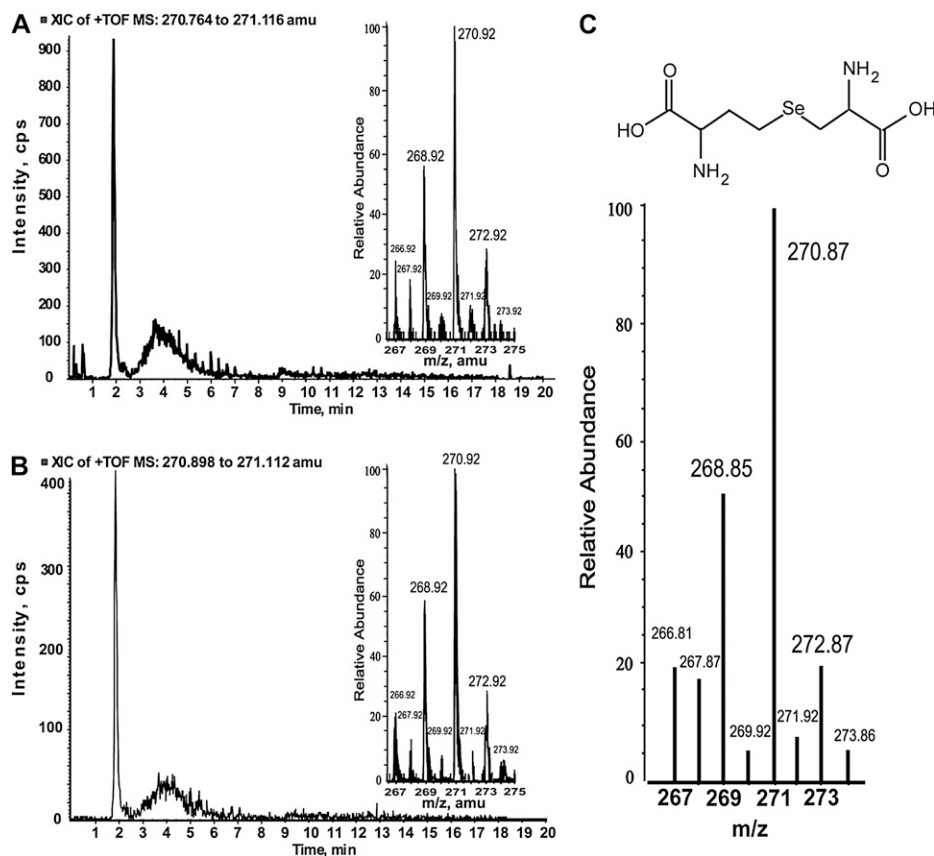 A
XIC of +TOF MS: 270.764 to 271.116 amu
Intensity, cps
900
800
700
600
500
400
300
200
100
0
1 2 3 4 5 6 7 8 9 10 11 12 13 14 15 16 17 18 19 20
Time, min
Relative Abundance
100
80
60
40
20
0
270.92
268.92
272.92
266.92
267.92
269.92
271.92
273.92
267 269 271 273 275
m/z, amu
B
XIC of +TOF MS: 270.898 to 271.112 amu
Intensity, cps
400
300
200
100
0
1 2 3 4 5 6 7 8 9 10 11 12 13 14 15 16 17 18 19 20
Time, min
Relative Abundance
100
80
60
40
20
0
270.92
268.92
272.92
266.92
267.92
269.92
271.92
273.92
267 269 271 273 275
m/z, amu
C
O
NH2
Se
OH
HO
NH2
O
Relative Abundance
100
80
60
40
20
0
270.87
268.85
272.87
266.81
267.87
269.92
271.92
273.86
267 269 271 273
m/z